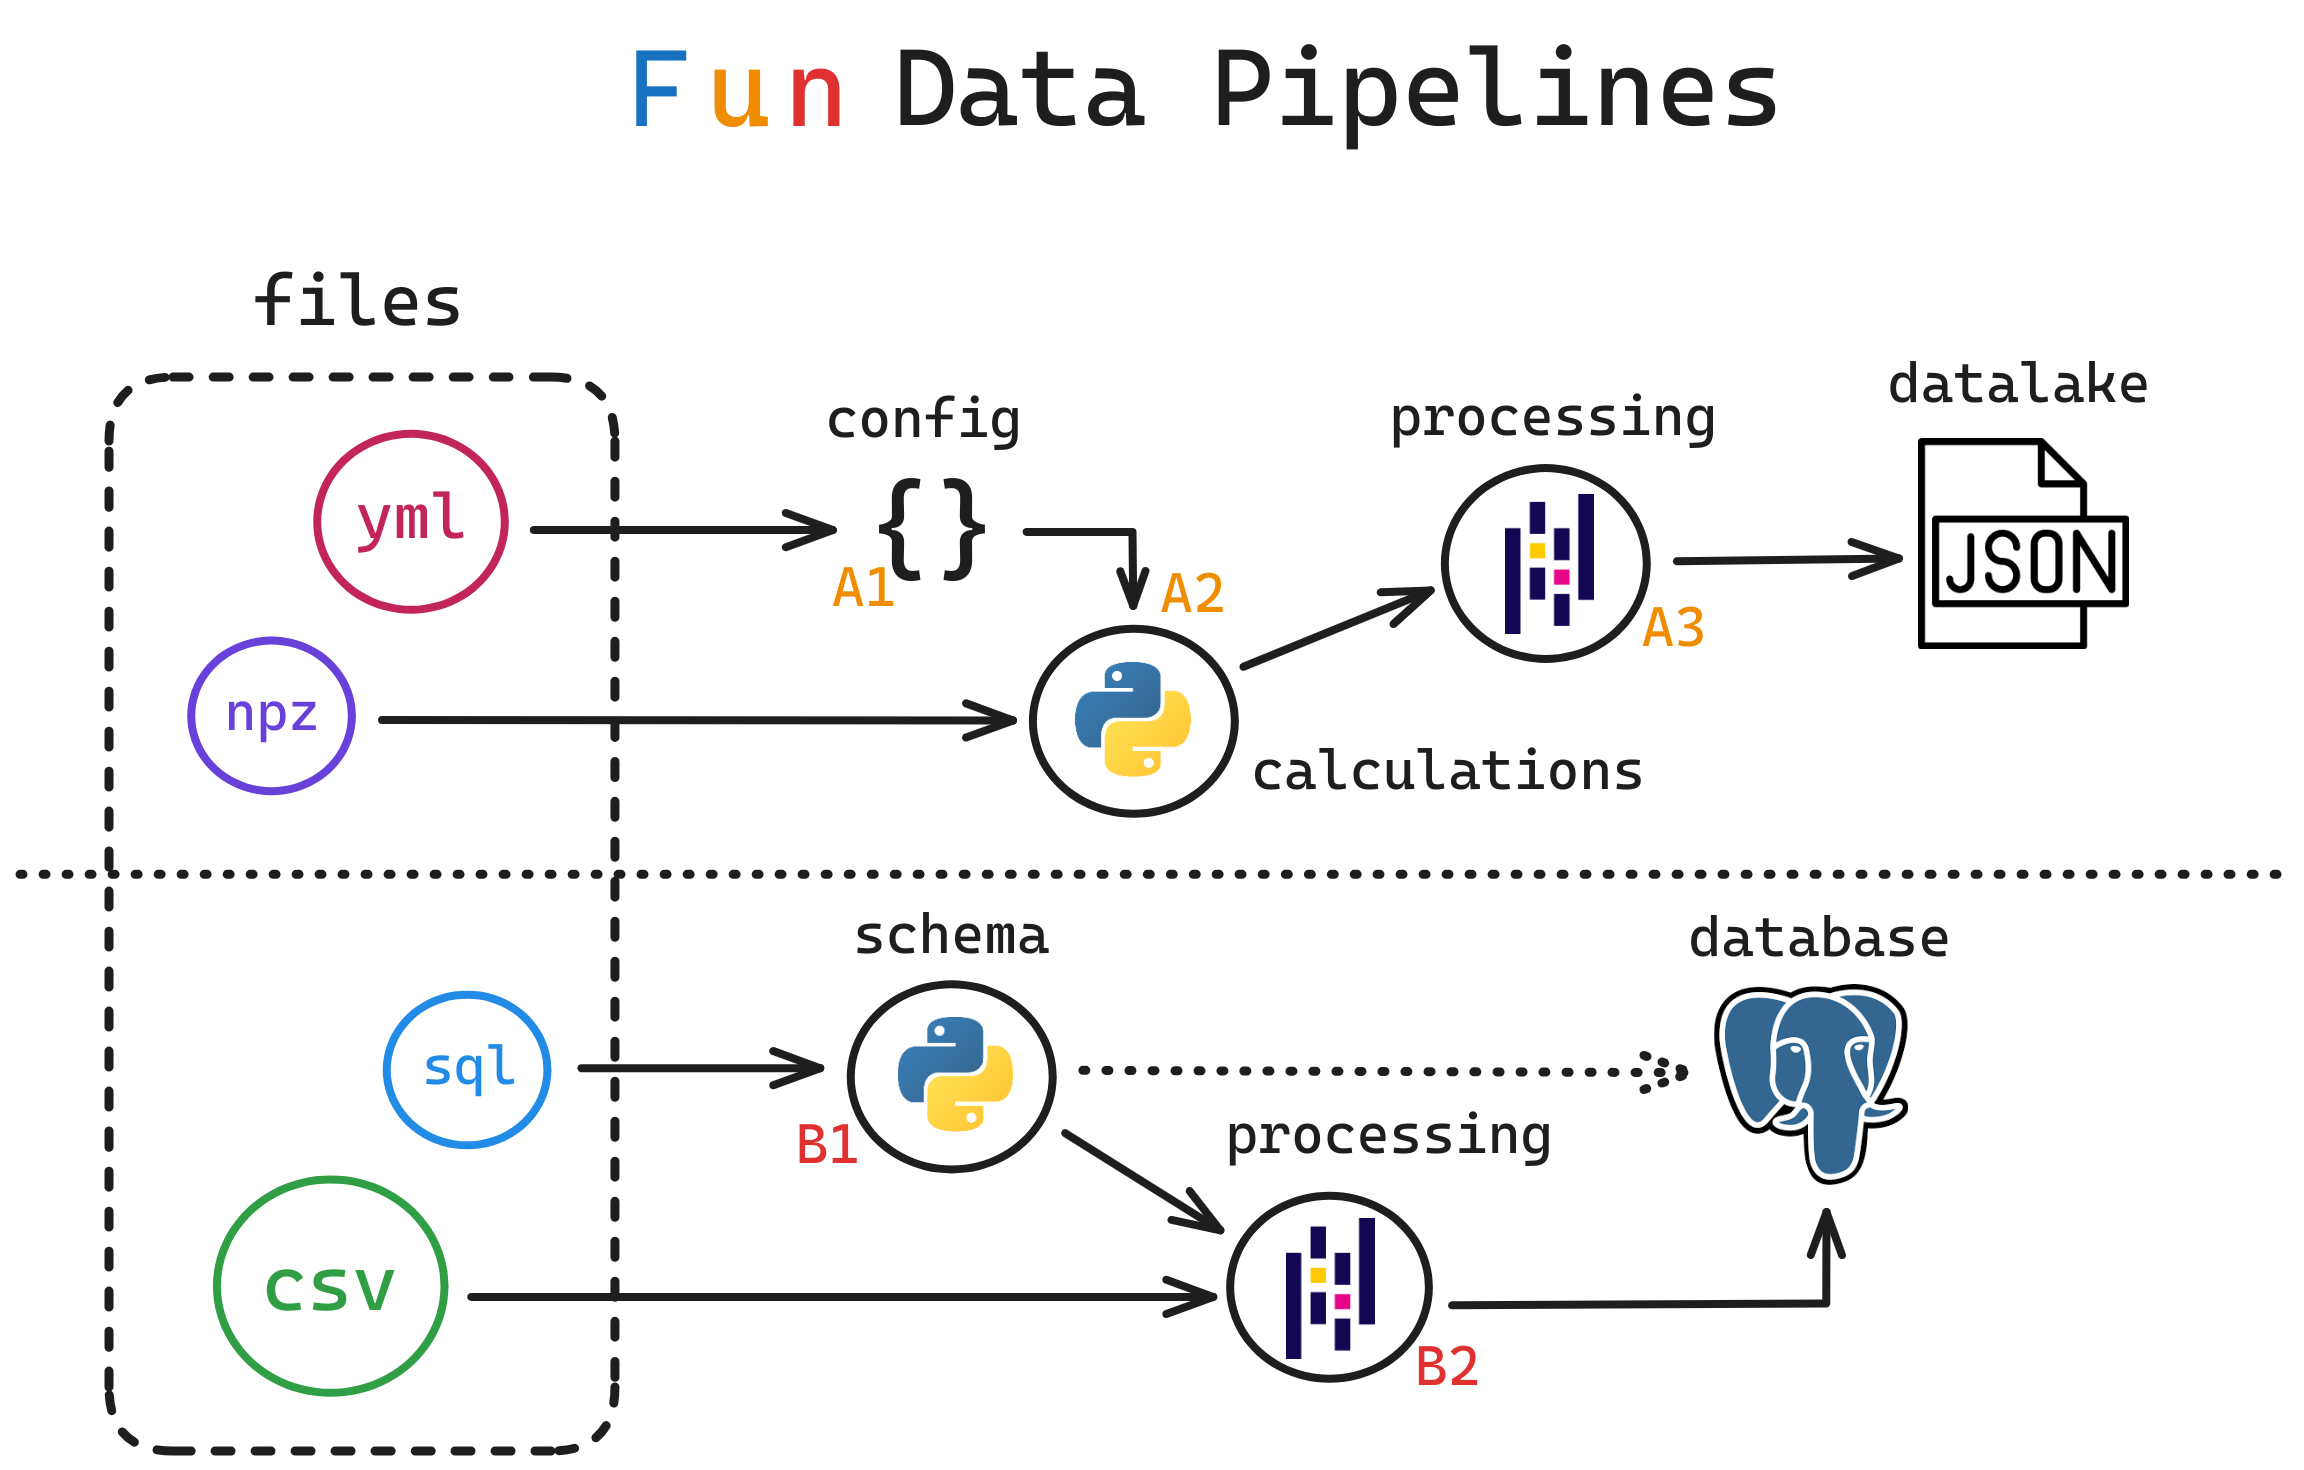 Fun Data Pipelines
files
datalake
config
processing
yml
{}
JSON
A1
A2
A3
npz
calculations
schema
database
sql
B1
processing
csv
B2